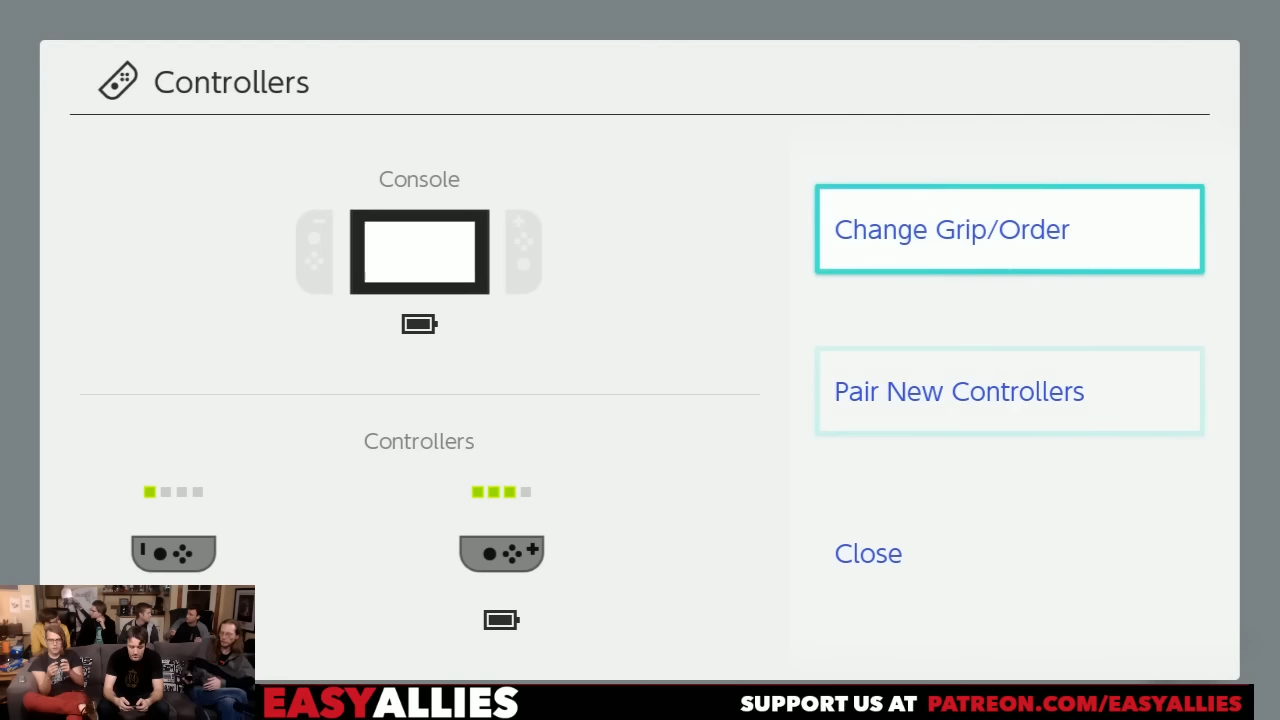 Controllers
Console
Change Grip/Order
Pair New Controllers
Controllers
Close
EASYALLIES
SUPPORT US AT PATREON.COM/EASYALLIES